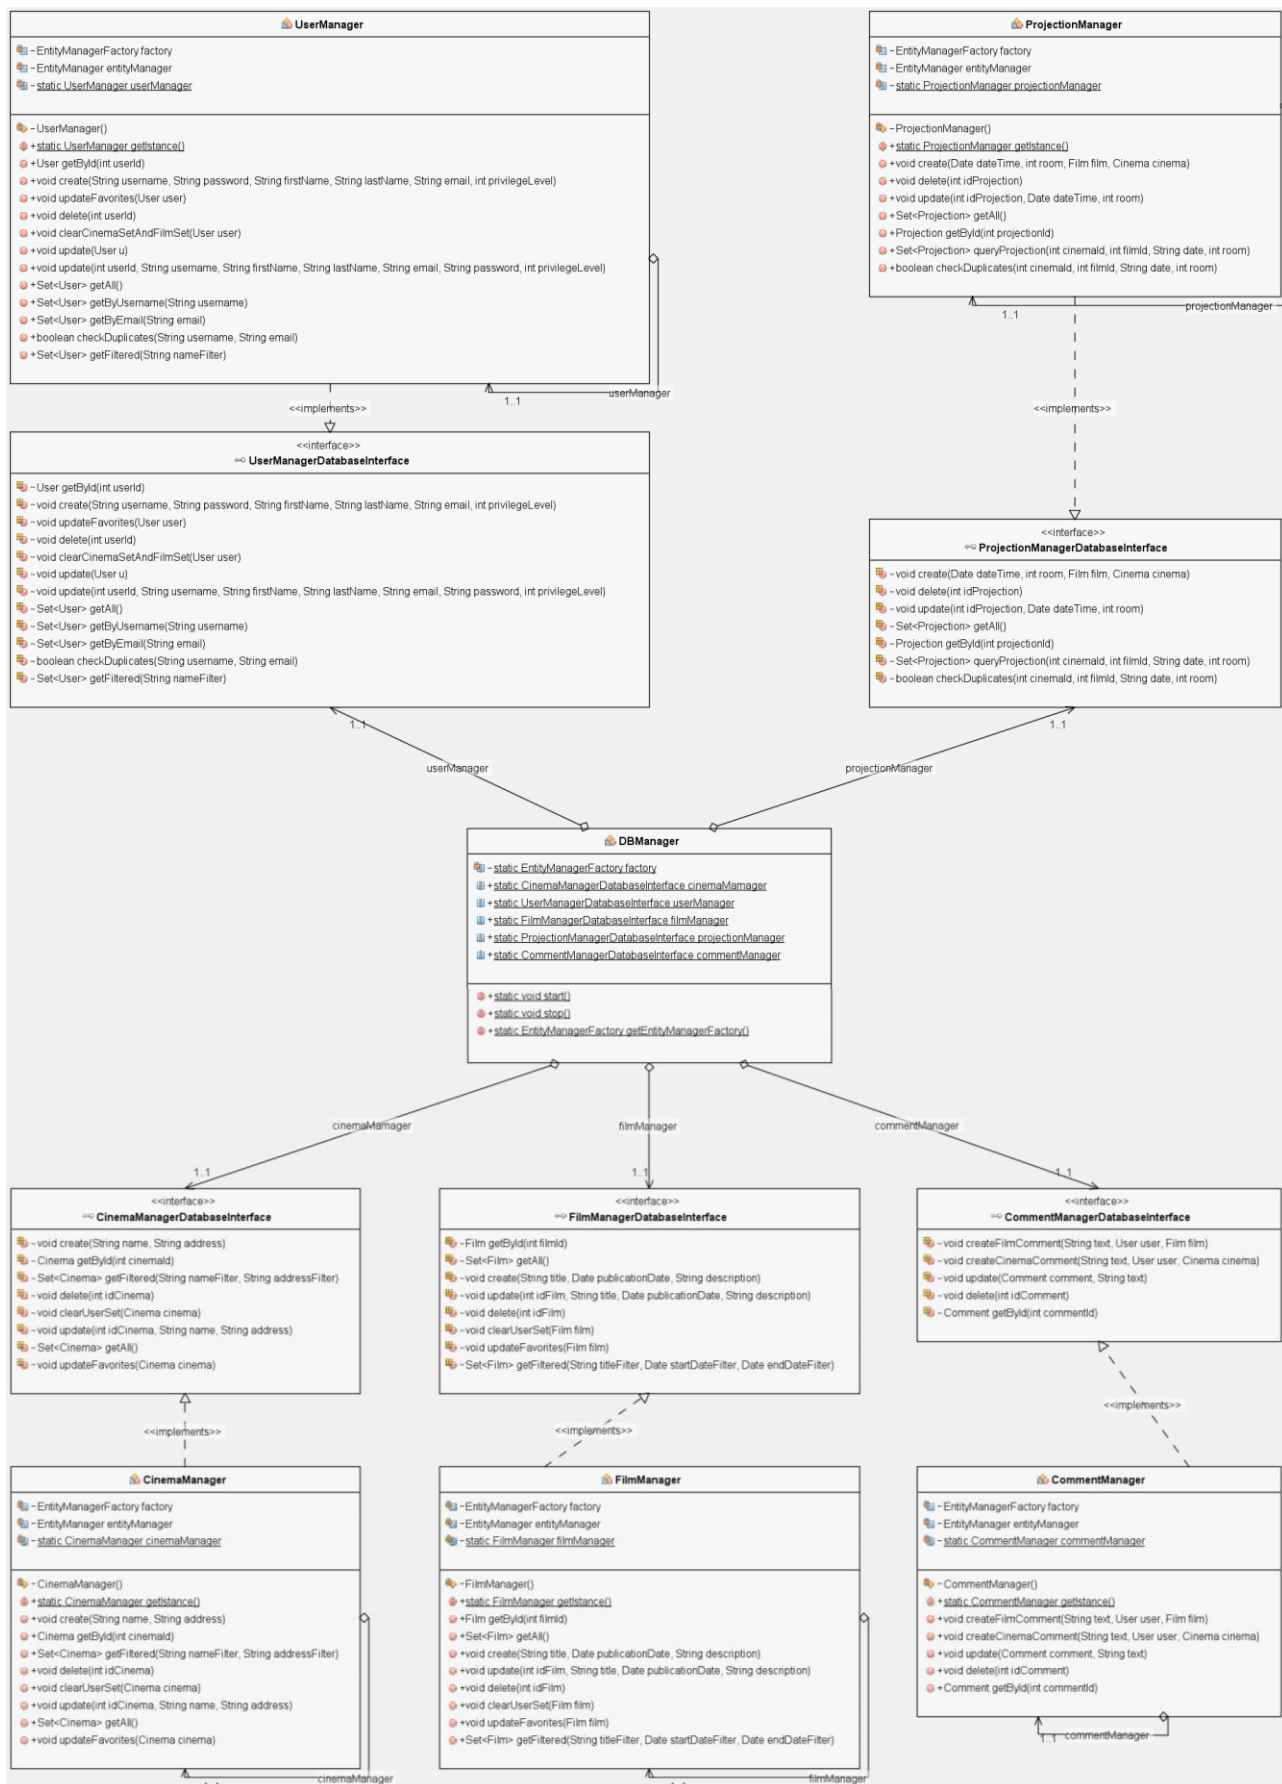 UserManager
-EntityManagerFactory factory
-EntityManager entityManager
-static UserManager userManager
-UserManager()
+static UserManager getIstance()
+User getById(int userId)
+void create(String username, String password, String firstName, String lastName, String email, int privilegeLevel)
+void updateFavorites(User user)
+void delete(int userId)
+void clearCinemaSetAndFilmSet(User user)
+void update(User u)
+void update(int userId, String username, String firstName, String lastName, String email, String password, int privilegeLevel)
+Set<User> getAll()
+Set<User> getByUsername(String username)
+Set<User> getByEmail(String email)
+boolean checkDuplicates(String username, String email)
+Set<User> getFiltered(String nameFilter)
userManager
1..1
<<implements>>
ProjectionManager
-EntityManagerFactory factory
-EntityManager entityManager
-static ProjectionManager projectionManager
-ProjectionManager()
+static ProjectionManager getIstance()
+void create(Date dateTime, int room, Film film, Cinema cinema)
+void delete(int idProjection)
+void update(int idProjection, Date dateTime, int room)
+Set<Projection> getAll()
+Projection getById(int projectionId)
+Set<Projection> queryProjection(int cinemaId, int filmId, String date, int room)
+boolean checkDuplicates(int cinemaId, int filmId, String date, int room)
projectionManager
1..1
<<implements>>
<<interface>>
UserManagerDatabaseInterface
~User getById(int userId)
~void create(String username, String password, String firstName, String lastName, String email, int privilegeLevel)
~void updateFavorites(User user)
~void delete(int userId)
~void clearCinemaSetAndFilmSet(User user)
~void update(User u)
~void update(int userId, String username, String firstName, String lastName, String email, String password, int privilegeLevel)
~Set<User> getAll()
~Set<User> getByUsername(String username)
~Set<User> getByEmail(String email)
~boolean checkDuplicates(String username, String email)
~Set<User> getFiltered(String nameFilter)
<<interface>>
ProjectionManagerDatabaseInterface
~void create(Date dateTime, int room, Film film, Cinema cinema)
~void delete(int idProjection)
~void update(int idProjection, Date dateTime, int room)
~Set<Projection> getAll()
~Projection getById(int projectionId)
~Set<Projection> queryProjection(int cinemaId, int filmId, String date, int room)
~boolean checkDuplicates(int cinemaId, int filmId, String date, int room)
1..1
1..1
userManager
projectionManager
DBManager
-static EntityManagerFactory factory
+static CinemaManagerDatabaseInterface cinemaMamager
+static UserManagerDatabaseInterface userManager
+static FilmManagerDatabaseInterface filmManager
+static ProjectionManagerDatabaseInterface projectionManager
+static CommentManagerDatabaseInterface commentManager
+static void start()
+static void stop()
+static EntityManagerFactory getEntityManagerFactory()
cinemaMamager
filmManager
commentManager
1..1
1..1
1..1
<<interface>>
CinemaManagerDatabaseInterface
~void create(String name, String address)
~Cinema getById(int cinemaId)
~Set<Cinema> getFiltered(String nameFilter, String addressFilter)
~void delete(int idCinema)
~void clearUserSet(Cinema cinema)
~void update(int idCinema, String name, String address)
~Set<Cinema> getAll()
~void updateFavorites(Cinema cinema)
<<interface>>
FilmManagerDatabaseInterface
~Film getById(int filmId)
~Set<Film> getAll()
~void create(String title, Date publicationDate, String description)
~void update(int idFilm, String title, Date publicationDate, String description)
~void delete(int idFilm)
~void clearUserSet(Film film)
~void updateFavorites(Film film)
~Set<Film> getFiltered(String titleFilter, Date startDateFilter, Date endDateFilter)
<<interface>>
CommentManagerDatabaseInterface
~void createFilmComment(String text, User user, Film film)
~void createCinemaComment(String text, User user, Cinema cinema)
~void update(Comment comment, String text)
~void delete(int idComment)
~Comment getById(int commentId)
<<implements>>
<<implements>>
<<implements>>
CinemaManager
-EntityManagerFactory factory
-EntityManager entityManager
-static CinemaManager cinemaManager
-CinemaManager()
+static CinemaManager getIstance()
+void create(String name, String address)
+Cinema getById(int cinemaId)
+Set<Cinema> getFiltered(String nameFilter, String addressFilter)
+void delete(int idCinema)
+void clearUserSet(Cinema cinema)
+void update(int idCinema, String name, String address)
+Set<Cinema> getAll()
+void updateFavorites(Cinema cinema)
cinemaManager
FilmManager
-EntityManagerFactory factory
-EntityManager entityManager
-static FilmManager filmManager
-FilmManager()
+static FilmManager getIstance()
+Film getById(int filmId)
+Set<Film> getAll()
+void create(String title, Date publicationDate, String description)
+void update(int idFilm, String title, Date publicationDate, String description)
+void delete(int idFilm)
+void clearUserSet(Film film)
+void updateFavorites(Film film)
+Set<Film> getFiltered(String titleFilter, Date startDateFilter, Date endDateFilter)
filmManager
CommentManager
-EntityManagerFactory factory
-EntityManager entityManager
-static CommentManager commentManager
-CommentManager()
+static CommentManager getIstance()
+void createFilmComment(String text, User user, Film film)
+void createCinemaComment(String text, User user, Cinema cinema)
+void update(Comment comment, String text)
+void delete(int idComment)
+Comment getById(int commentId)
1..1
commentManager